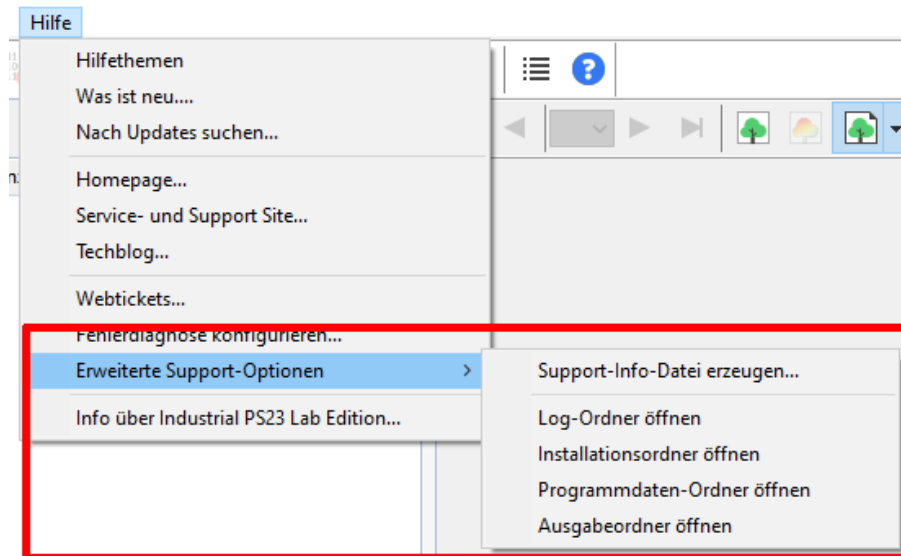 Hilfe
Hilfethemen
Was ist neu....
Nach Updates suchen...
Homepage...
Service- und Support Site...
Techblog...
Webtickets...
Fehlerdiagnose konfigurieren...
Erweiterte Support-Optionen
Info über Industrial PS23 Lab Edition...
Support-Info-Datei erzeugen...
Log-Ordner öffnen
Installationsordner öffnen
Programmdaten-Ordner öffnen
Ausgabeordner öffnen